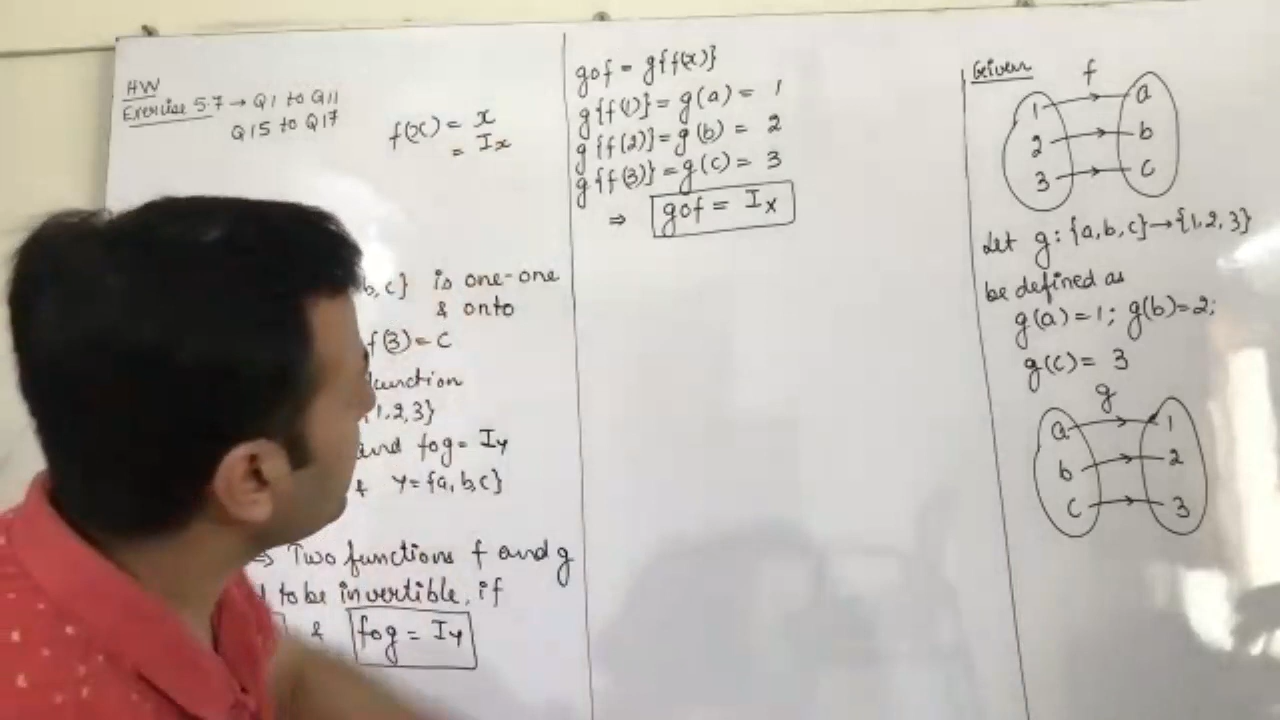 HW
Exercise 5.7 → Q1 to Q11
Q15 to Q17
f(x) = x
= Ix
b,c} is one-one
& onto
f(3) = c
function
1,2,3}
and fog = Iy
& Y={a,b,c}
⇒ Two functions f and g
to be invertible, if
& fog = Iy
gof = g{f(x)}
g{f(1)} = g(a) = 1
g{f(2)} = g(b) = 2
g{f(3)} = g(c) = 3
⇒ gof = Ix
Given
f
1 a
2 b
3 c
Let g: {a,b,c}→{1,2,3}
be defined as
g(a)=1; g(b)=2;
g(c) = 3
g
a 1
b 2
c 3